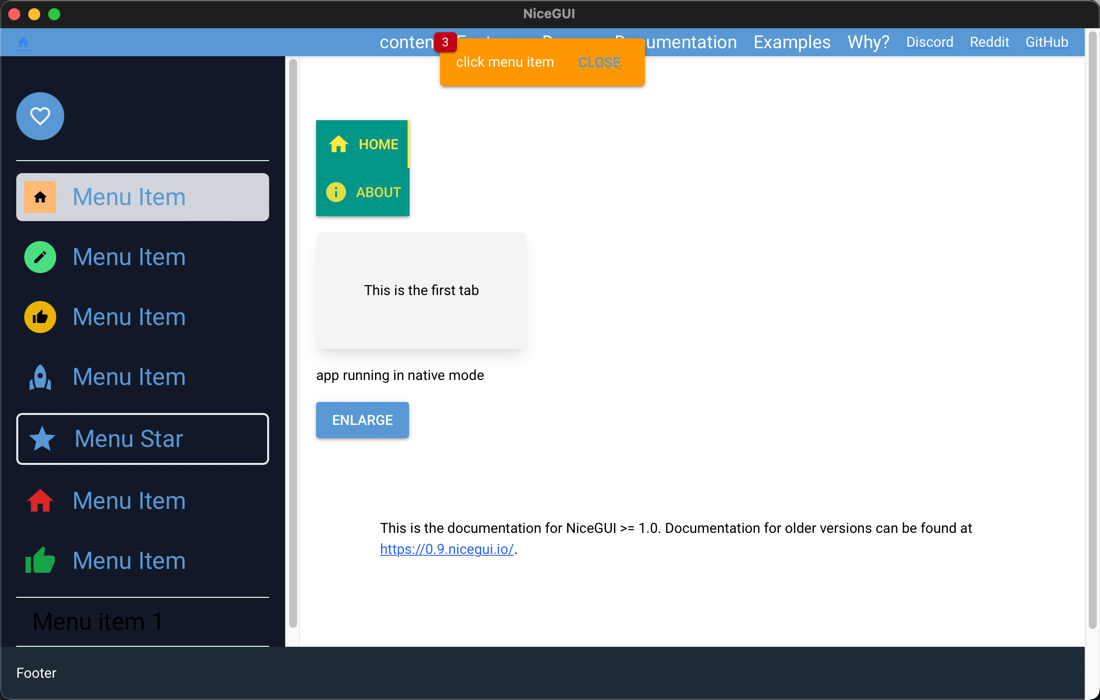 NiceGUI
conten
Documentation Examples Why? Discord Reddit GitHub
3
click menu item CLOSE
HOME
ABOUT
This is the first tab
app running in native mode
ENLARGE
This is the documentation for NiceGUI >= 1.0. Documentation for older versions can be found at
https://0.9.nicegui.io/.
Menu Item
Menu Item
Menu Item
Menu Item
Menu Star
Menu Item
Menu Item
Menu item 1
Footer